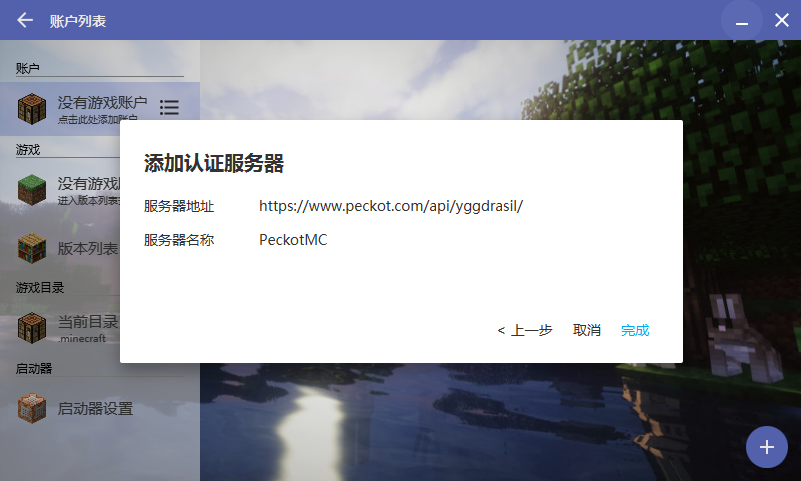 账户列表
账户
没有游戏账户
点击此处添加账户
游戏
没有游戏
进入版本列表
版本列表
游戏目录
当前目录
.minecraft
启动器
启动器设置
添加认证服务器
服务器地址 https://www.peckot.com/api/yggdrasil/
服务器名称 PeckotMC
< 上一步 取消 完成